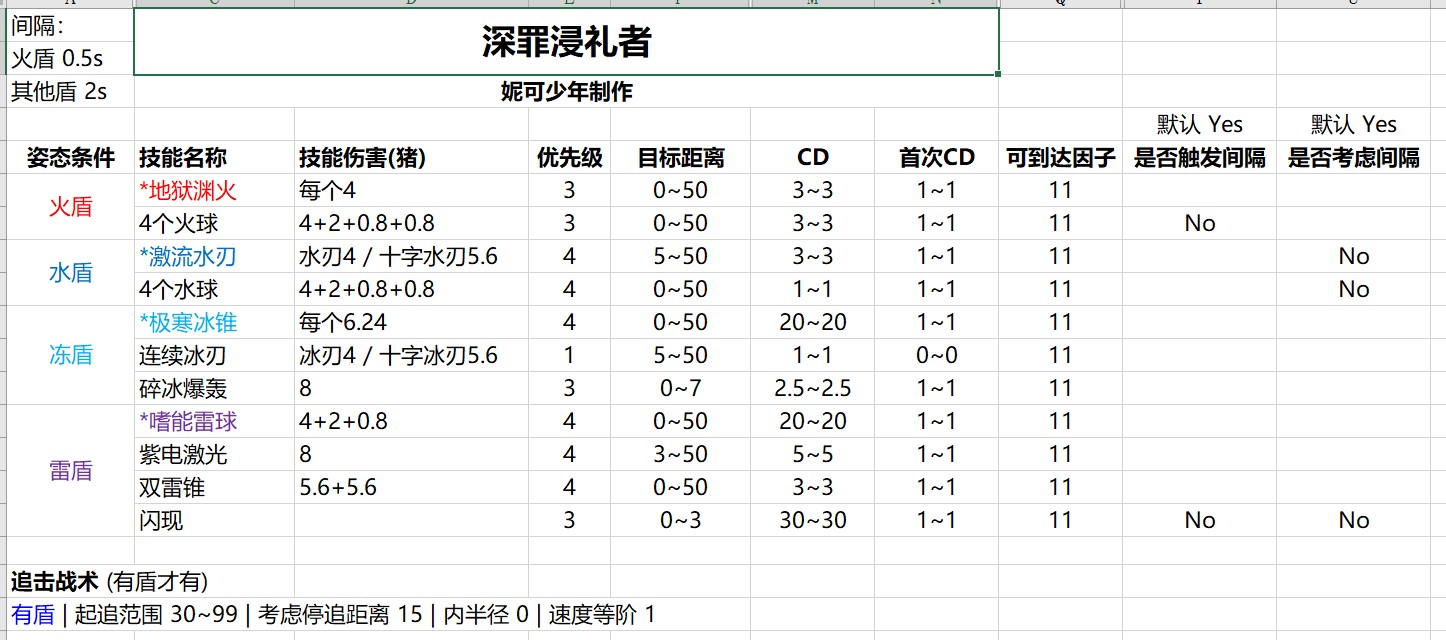 间隔：
深罪浸礼者
火盾 0.5s
其他盾 2s
妮可少年制作
默认 Yes 默认 Yes
姿态条件 技能名称 技能伤害(猪) 优先级 目标距离 CD 首次CD 可到达因子 是否触发间隔 是否考虑间隔
火盾
*地狱渊火 每个4 3 0~50 3~3 1~1 11
4个火球 4+2+0.8+0.8 3 0~50 3~3 1~1 11 No
水盾
*激流水刃 水刃4 / 十字水刃5.6 4 5~50 3~3 1~1 11 No
4个水球 4+2+0.8+0.8 4 0~50 1~1 1~1 11 No
冻盾
*极寒冰锥 每个6.24 4 0~50 20~20 1~1 11
连续冰刃 冰刃4 / 十字冰刃5.6 1 5~50 1~1 0~0 11
碎冰爆轰 8 3 0~7 2.5~2.5 1~1 11
雷盾
*嗜能雷球 4+2+0.8 4 0~50 20~20 1~1 11
紫电激光 8 4 3~50 5~5 1~1 11
双雷锥 5.6+5.6 4 0~50 3~3 1~1 11
闪现 3 0~3 30~30 1~1 11 No No
追击战术 (有盾才有)
有盾 | 起追范围 30~99 | 考虑停追距离 15 | 内半径 0 | 速度等阶 1